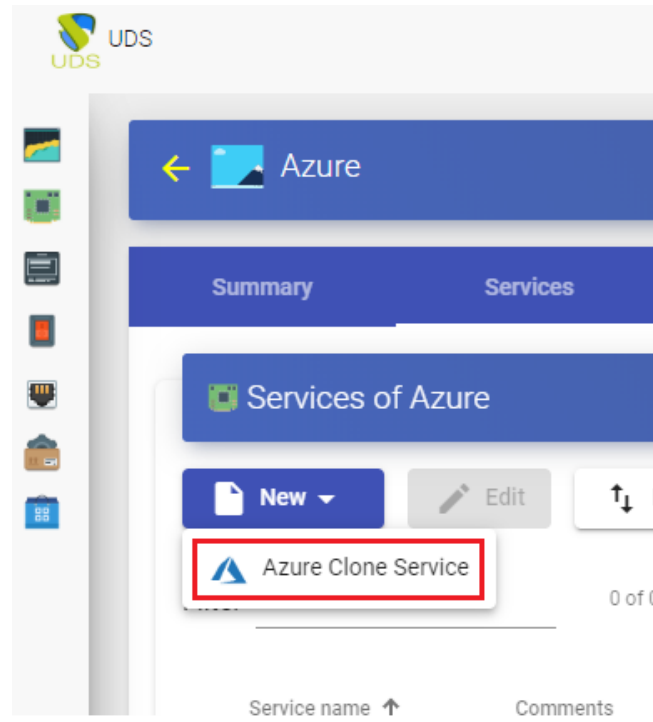 UDS
UDS
Azure
Summary Services
Services of Azure
New Edit
Azure Clone Service
0 of
Service name Comments